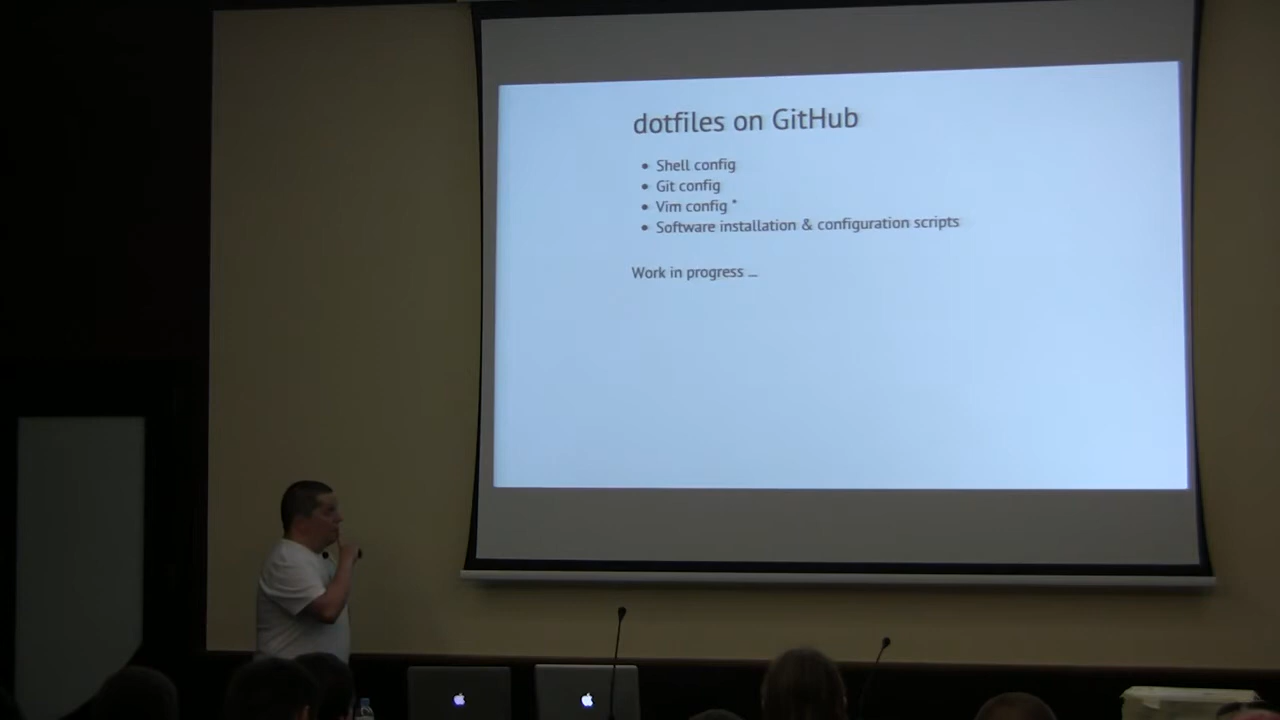 dotfiles on GitHub
• Shell config
• Git config
• Vim config *
• Software installation & configuration scripts
Work in progress ...